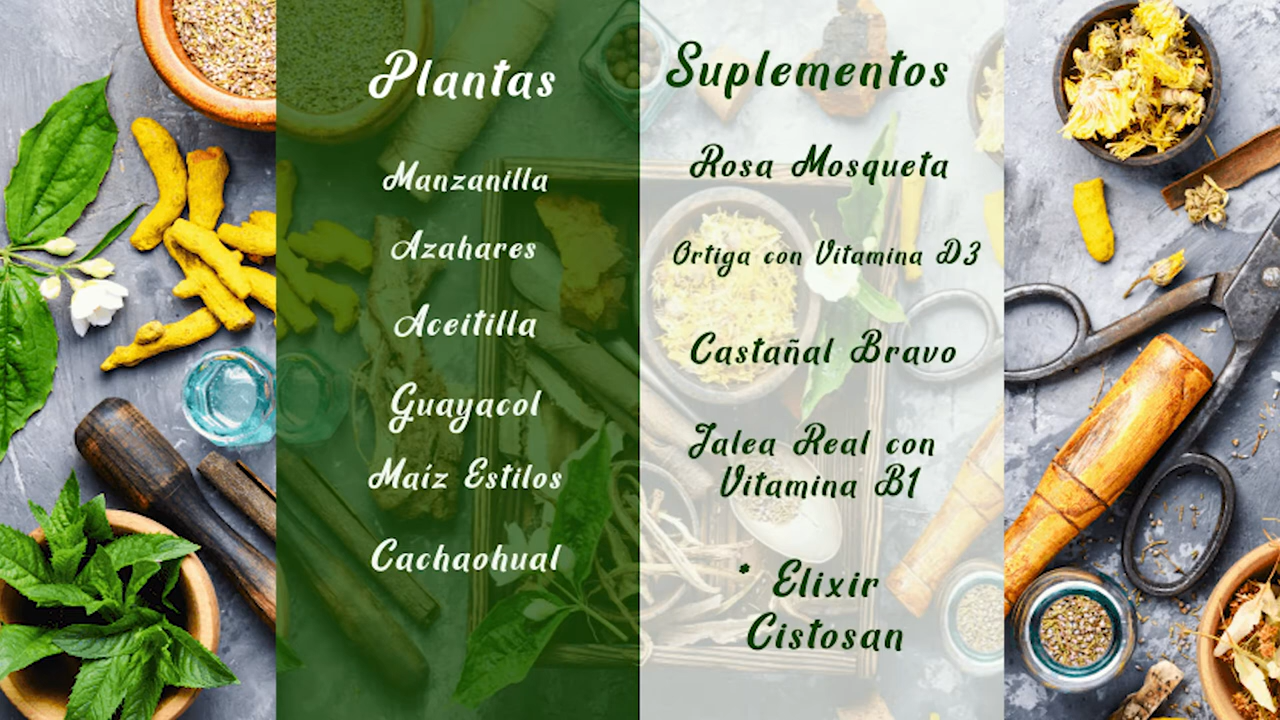 Plantas
Manzanilla
Azahares
Aceitilla
Guayacol
Maíz Estilos
Cachaohual
Suplementos
Rosa Mosqueta
Ortiga con Vitamina D3
Castañal Bravo
Jalea Real con
Vitamina B1
* Elixir
Cistosan